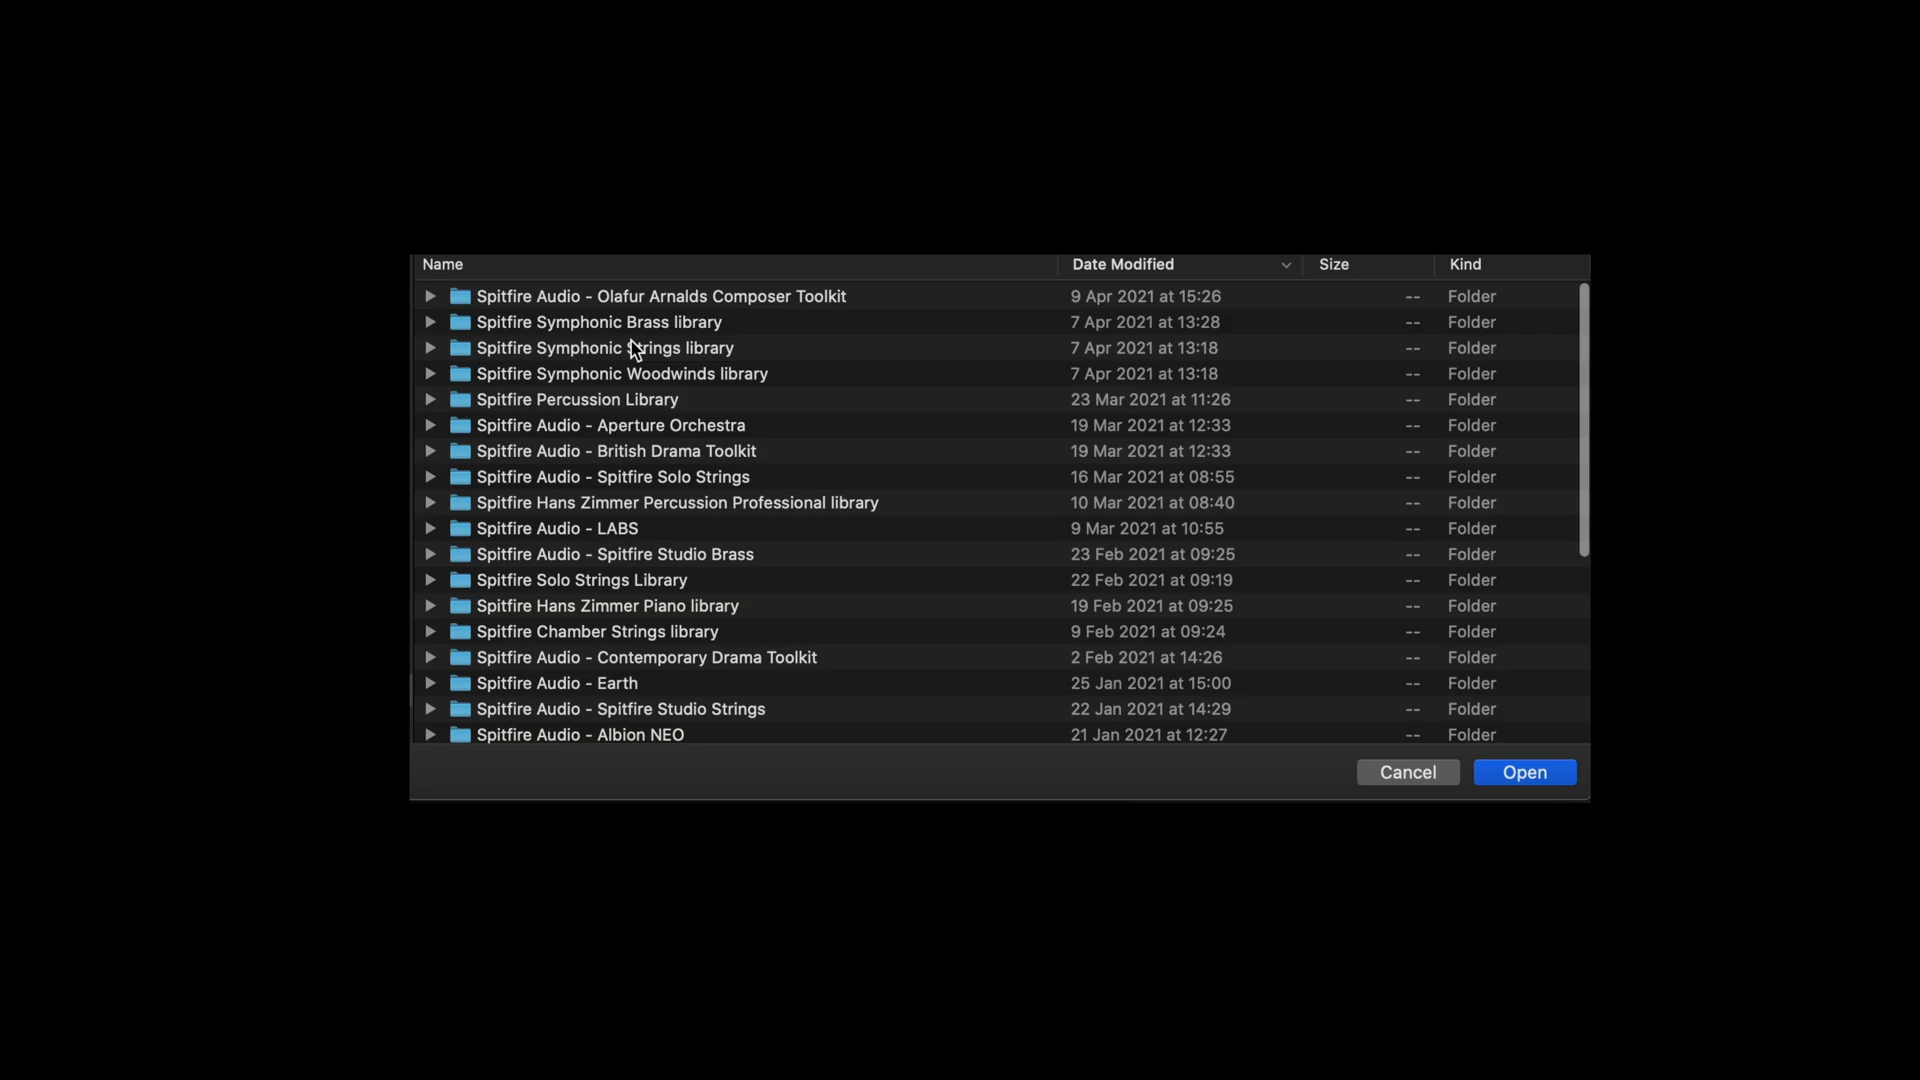 Name Date Modified Size Kind
Spitfire Audio - Olafur Arnalds Composer Toolkit 9 Apr 2021 at 15:26 -- Folder
Spitfire Symphonic Brass library 7 Apr 2021 at 13:28 -- Folder
Spitfire Symphonic Strings library 7 Apr 2021 at 13:18 -- Folder
Spitfire Symphonic Woodwinds library 7 Apr 2021 at 13:18 -- Folder
Spitfire Percussion Library 23 Mar 2021 at 11:26 -- Folder
Spitfire Audio - Aperture Orchestra 19 Mar 2021 at 12:33 -- Folder
Spitfire Audio - British Drama Toolkit 19 Mar 2021 at 12:33 -- Folder
Spitfire Audio - Spitfire Solo Strings 16 Mar 2021 at 08:55 -- Folder
Spitfire Hans Zimmer Percussion Professional library 10 Mar 2021 at 08:40 -- Folder
Spitfire Audio - LABS 9 Mar 2021 at 10:55 -- Folder
Spitfire Audio - Spitfire Studio Brass 23 Feb 2021 at 09:25 -- Folder
Spitfire Solo Strings Library 22 Feb 2021 at 09:19 -- Folder
Spitfire Hans Zimmer Piano library 19 Feb 2021 at 09:25 -- Folder
Spitfire Chamber Strings library 9 Feb 2021 at 09:24 -- Folder
Spitfire Audio - Contemporary Drama Toolkit 2 Feb 2021 at 14:26 -- Folder
Spitfire Audio - Earth 25 Jan 2021 at 15:00 -- Folder
Spitfire Audio - Spitfire Studio Strings 22 Jan 2021 at 14:29 -- Folder
Spitfire Audio - Albion NEO 21 Jan 2021 at 12:27 -- Folder
Cancel Open